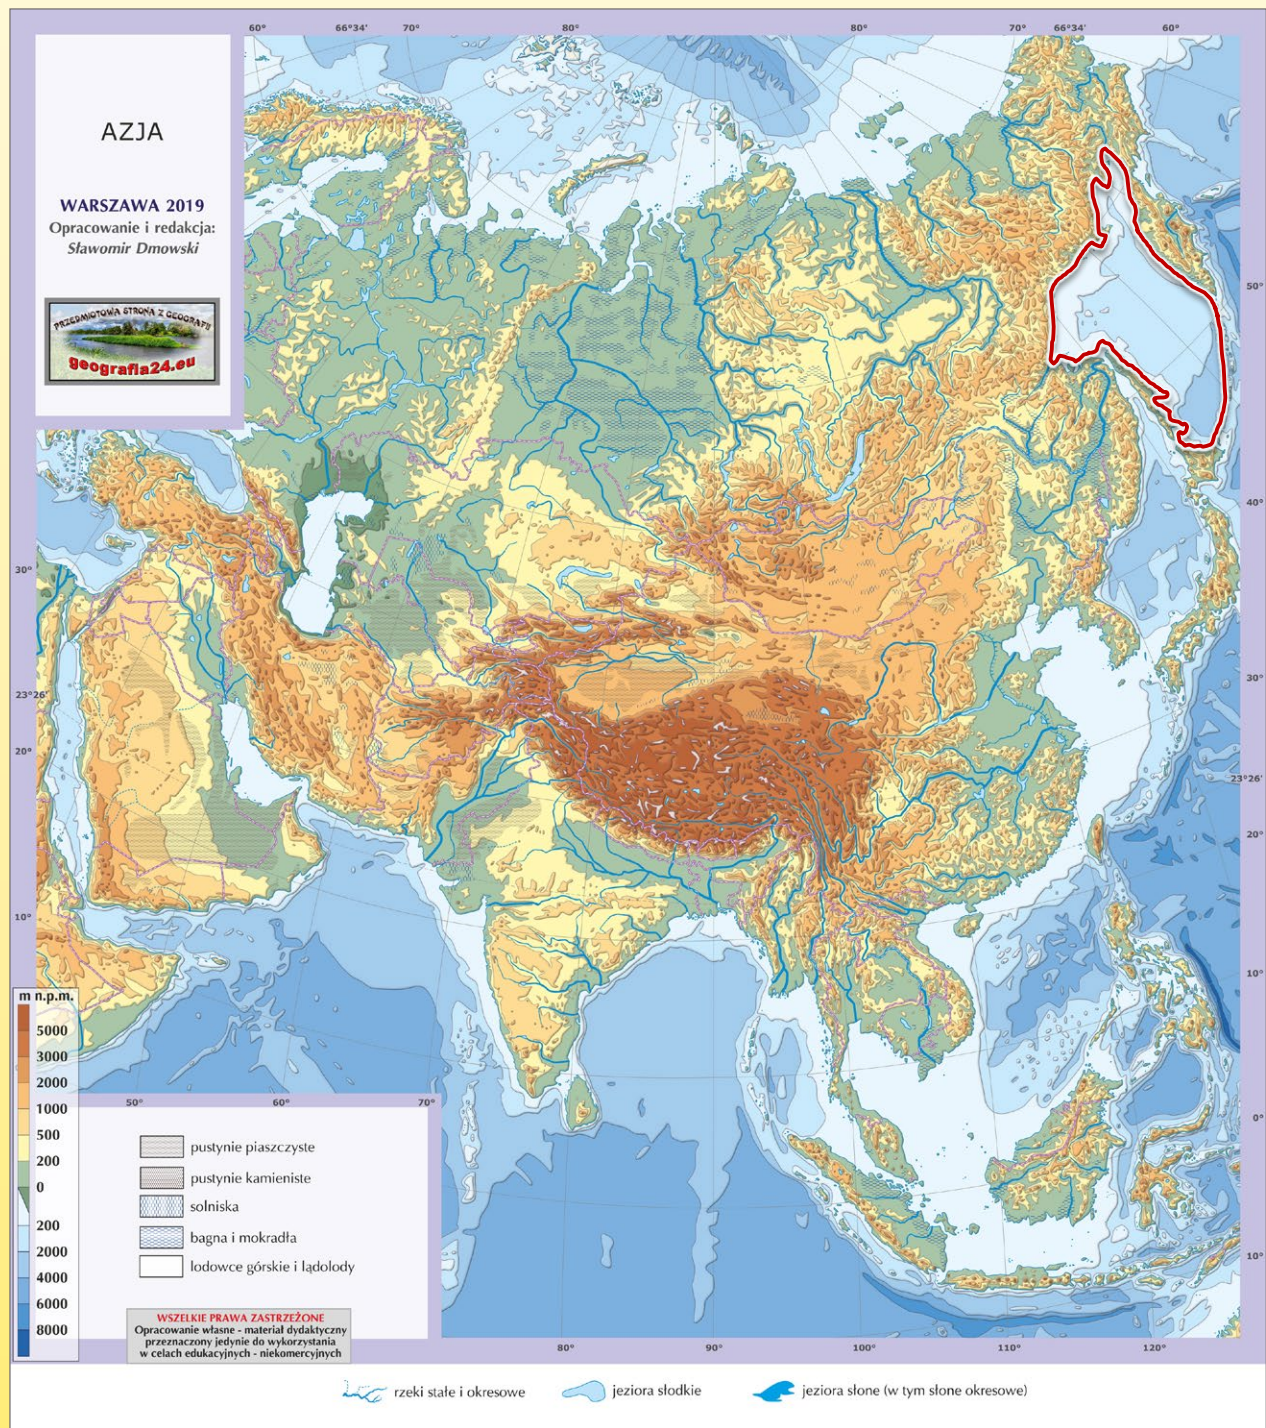 60° 66°34' 70° 80° 80° 70° 66°34' 60°
AZJA
WARSZAWA 2019
Opracowanie i redakcja:
Sławomir Dmowski
PRZEDMIOTOWA STRONA Z GEOGRAFII
geografia24.eu
50°
40°
30°
30°
23°26'
20°
23°26'
20°
10°
10°
m n.p.m.
5000
3000
2000
1000
500
200
0
200
2000
4000
6000
8000
50° 60° 70°
0°
10°
pustynie piaszczyste
pustynie kamieniste
solniska
bagna i mokradła
lodowce górskie i lądolody
WSZELKIE PRAWA ZASTRZEŻONE
Opracowanie własne - materiał dydaktyczny
przeznaczony jedynie do wykorzystania
w celach edukacyjnych - niekomercyjnych
80° 90° 100° 110° 120°
rzeki stałe i okresowe
jeziora słodkie
jeziora słone (w tym słone okresowe)